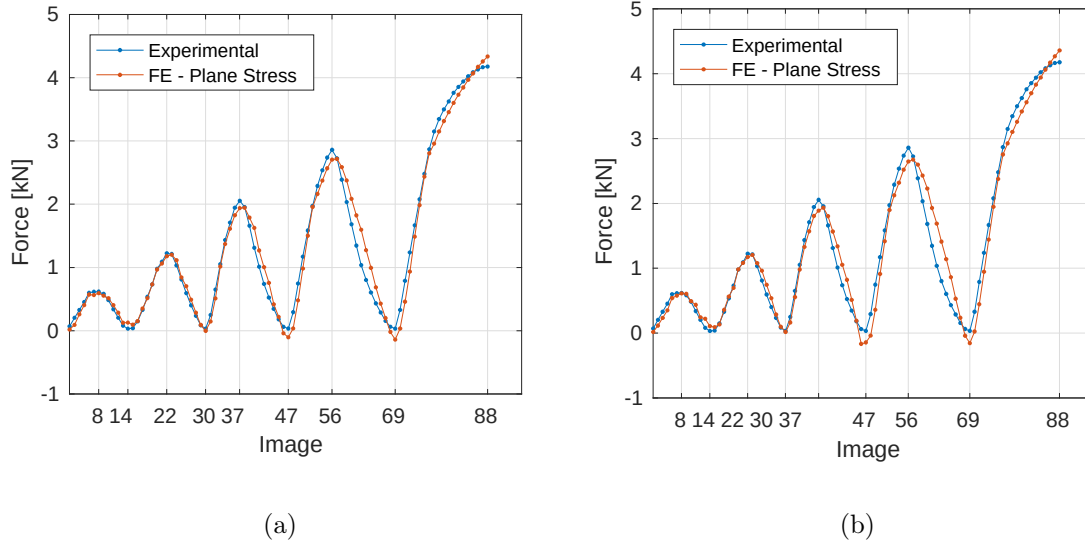 5
4
3
2
1
0
-1
Force [kN]
Experimental
FE - Plane Stress
8 14 22 30 37 47 56 69 88
Image
(a)
5
4
3
2
1
0
-1
Force [kN]
Experimental
FE - Plane Stress
8 14 22 30 37 47 56 69 88
Image
(b)